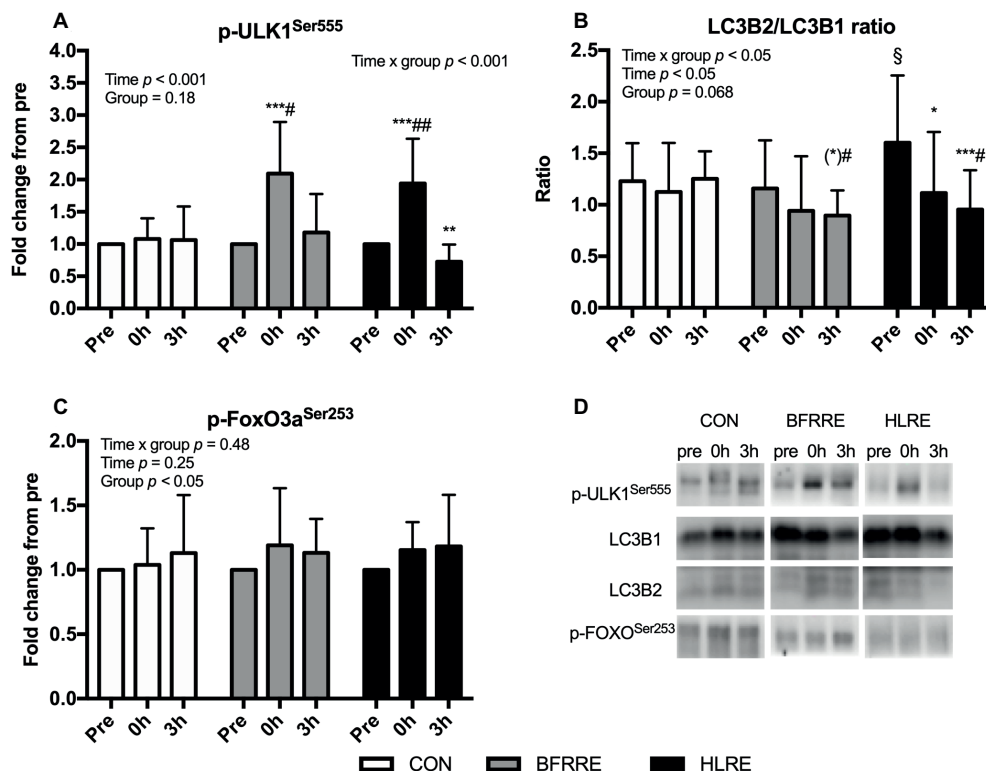 A
p-ULK1Ser555
Fold change from pre
4.0
3.5
3.0
2.5
2.0
1.5
1.0
0.5
0.0
Time p < 0.001
Group = 0.18
Time x group p < 0.001
***#
***##
**
Pre 0h 3h Pre 0h 3h Pre 0h 3h
B
LC3B2/LC3B1 ratio
Ratio
2.5
2.0
1.5
1.0
0.5
0.0
Time x group p < 0.05
Time p < 0.05
Group p = 0.068
(*)#
§
*
***#
Pre 0h 3h Pre 0h 3h Pre 0h 3h
C
p-FoxO3aSer253
Fold change from pre
2.0
1.5
1.0
0.5
0.0
Time x group p = 0.48
Time p = 0.25
Group p < 0.05
Pre 0h 3h Pre 0h 3h Pre 0h 3h
D
CON BFRRE HLRE
pre 0h 3h pre 0h 3h pre 0h 3h
p-ULK1Ser555
LC3B1
LC3B2
p-FOXOSer253
CON BFRRE HLRE